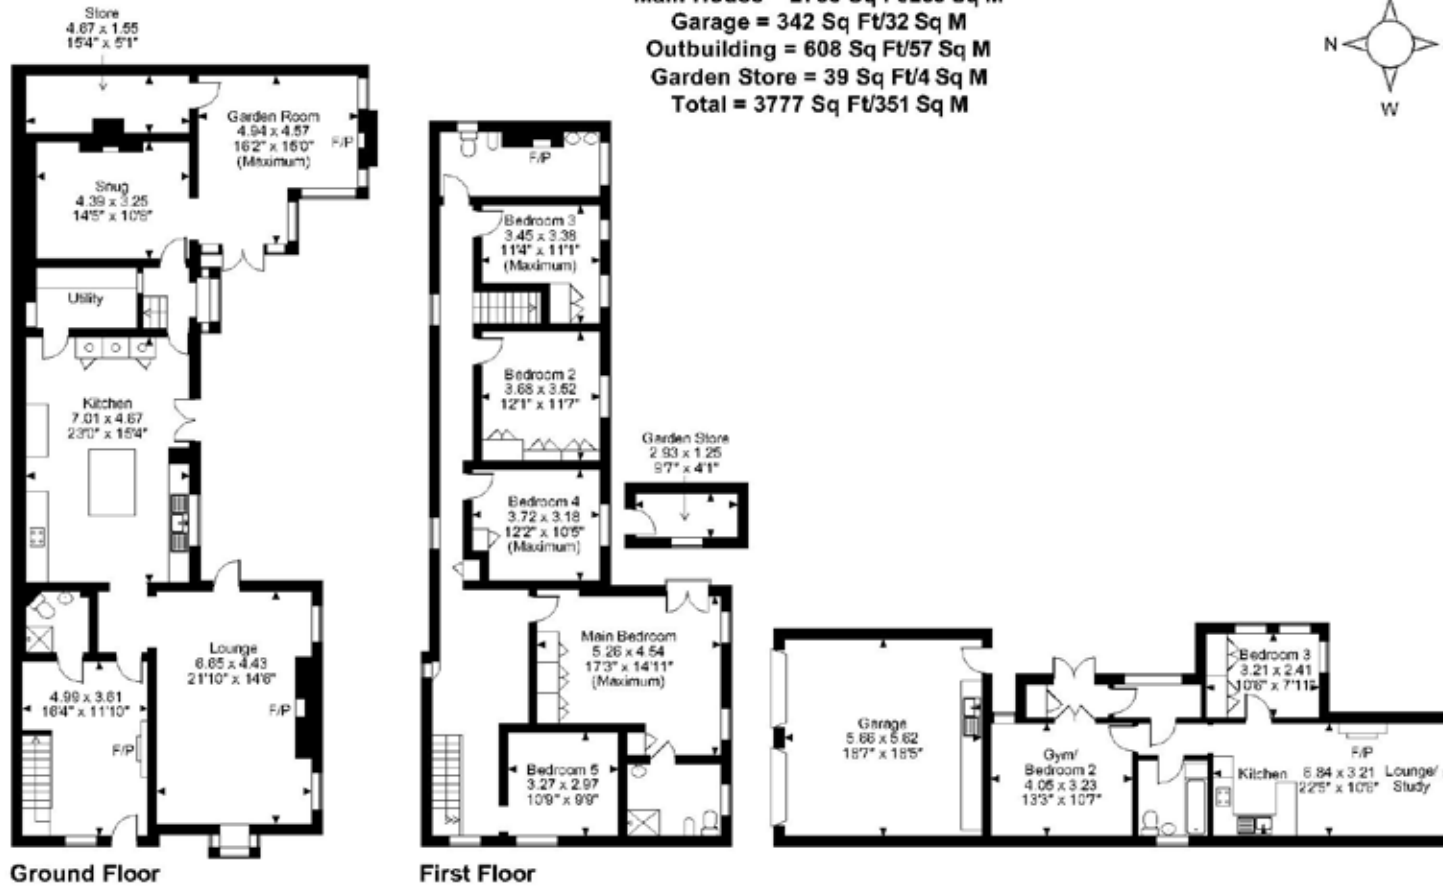 Garage = 342 Sq Ft/32 Sq M
Outbuilding = 608 Sq Ft/57 Sq M
Garden Store = 39 Sq Ft/4 Sq M
Total = 3777 Sq Ft/351 Sq M
N
W
Store
4.67 x 1.55
15'4" x 5'1"
Garden Room
4.94 x 4.57
16'2" x 15'0"
(Maximum)
F/P
Snug
4.39 x 3.25
14'5" x 10'8"
Utility
Kitchen
7.01 x 4.67
23'0" x 15'4"
Lounge
6.65 x 4.43
21'10" x 14'6"
F/P
4.99 x 3.61
16'4" x 11'10"
F/P
Ground Floor
F/P
Bedroom 3
3.45 x 3.38
11'4" x 11'1"
(Maximum)
Bedroom 2
3.68 x 3.52
12'1" x 11'7"
Bedroom 4
3.72 x 3.18
12'2" x 10'5"
(Maximum)
Main Bedroom
5.26 x 4.54
17'3" x 14'11"
(Maximum)
Bedroom 5
3.27 x 2.97
10'9" x 9'9"
First Floor
Garden Store
2.93 x 1.25
9'7" x 4'1"
Garage
5.66 x 5.62
18'7" x 18'5"
Gym/
Bedroom 2
4.05 x 3.23
13'3" x 10'7"
Bedroom 3
3.21 x 2.41
10'6" x 7'11"
Kitchen
F/P
6.84 x 3.21
22'5" x 10'6"
Lounge/
Study